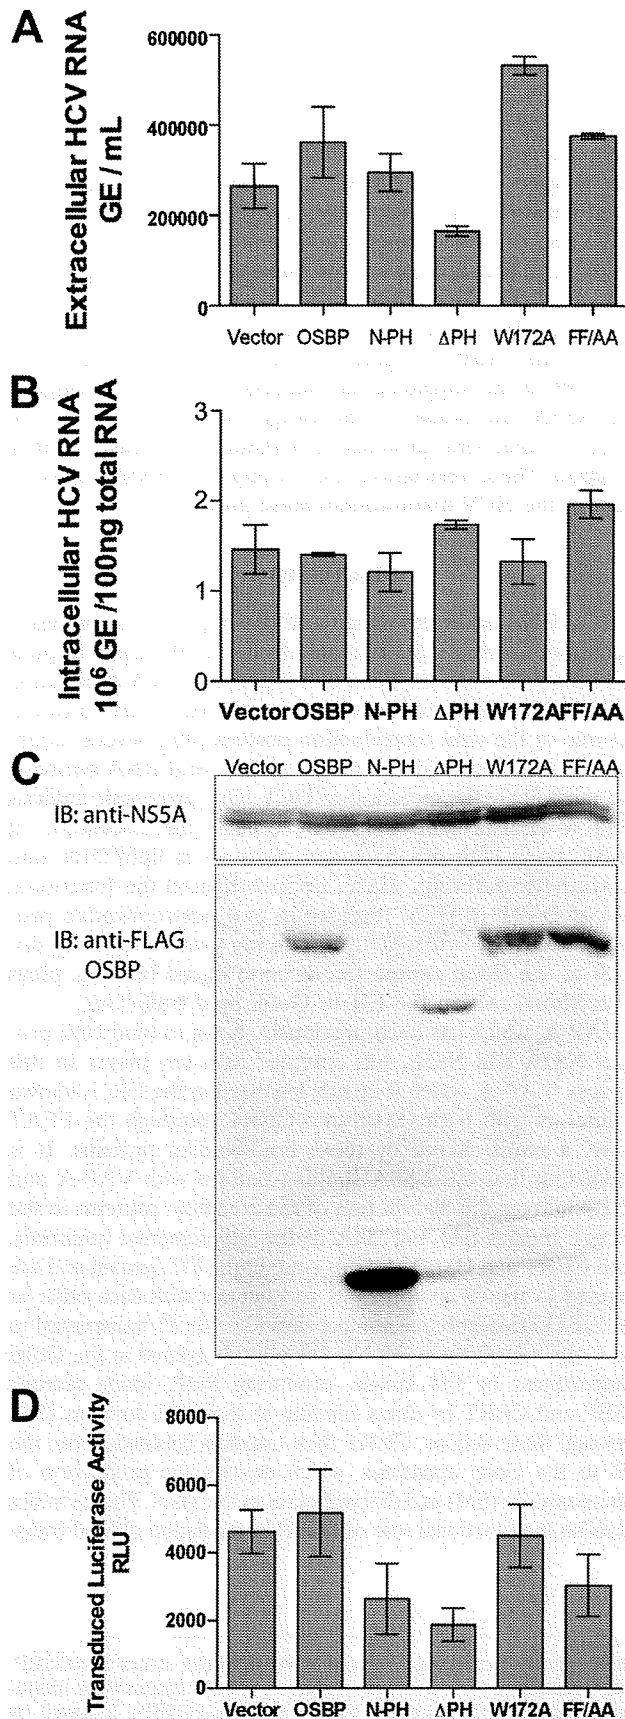 A
Extracellular HCV RNA
GE / mL
600000
400000
200000
0
Vector OSBP N-PH ΔPH W172A FF/AA
B
Intracellular HCV RNA
10⁶ GE /100ng total RNA
3
2
1
0
Vector OSBP N-PH ΔPH W172A FF/AA
C
Vector OSBP N-PH ΔPH W172A FF/AA
IB: anti-NS5A
IB: anti-FLAG
OSBP
D
Transduced Luciferase Activity
RLU
8000
6000
4000
2000
0
Vector OSBP N-PH ΔPH W172A FF/AA